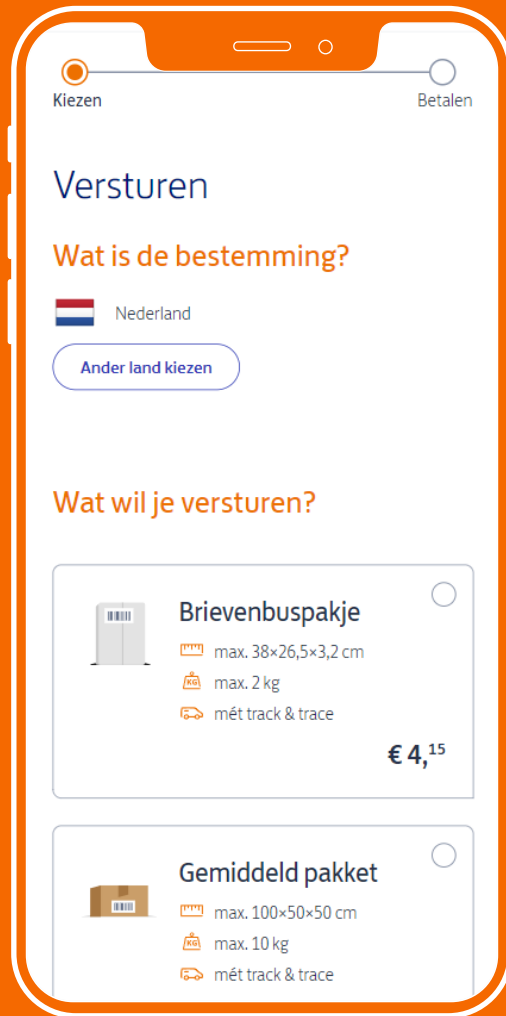 Kiezen
Betalen
Versturen
Wat is de bestemming?
Nederland
Ander land kiezen
Wat wil je versturen?
Brievenbuspakje
max. 38×26,5×3,2 cm
KG
max. 2 kg
mét track & trace
€ 4,15
Gemiddeld pakket
max. 100×50×50 cm
KG
max. 10 kg
mét track & trace